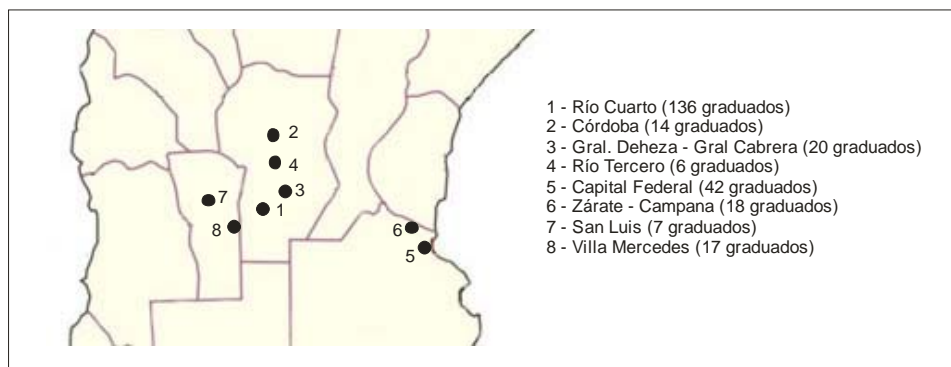 1 - Río Cuarto (136 graduados)
2 - Córdoba (14 graduados)
3 - Gral. Deheza - Gral Cabrera (20 graduados)
4 - Río Tercero (6 graduados)
5 - Capital Federal (42 graduados)
6 - Zárate - Campana (18 graduados)
7 - San Luis (7 graduados)
8 - Villa Mercedes (17 graduados)
2
4
3
7
1
8
6
5